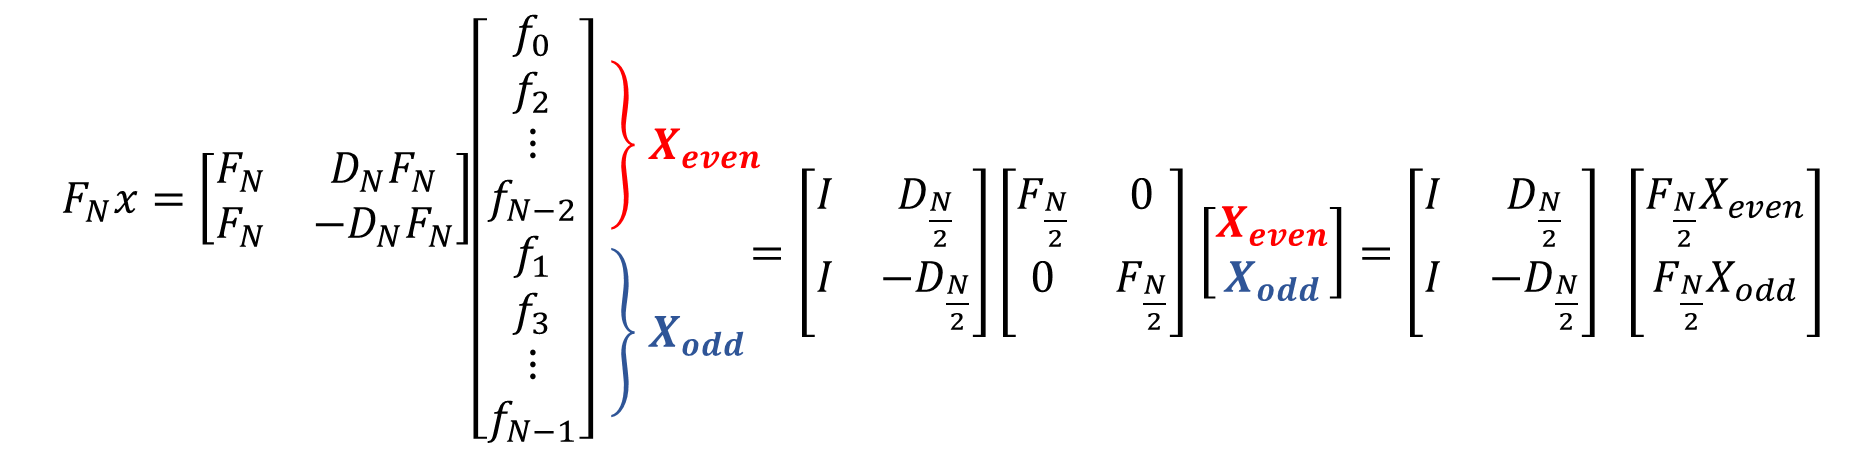 F_N x = [F_N D_N F_N; F_N −D_N F_N] [f_0; f_2; ⋮; f_{N−2}; f_1; f_3; ⋮; f_{N−1}] } X_even } X_odd = [I D_{N/2}; I −D_{N/2}] [F_{N/2} 0; 0 F_{N/2}] [X_even; X_odd] = [I D_{N/2}; I −D_{N/2}] [F_{N/2} X_even; F_{N/2} X_odd]